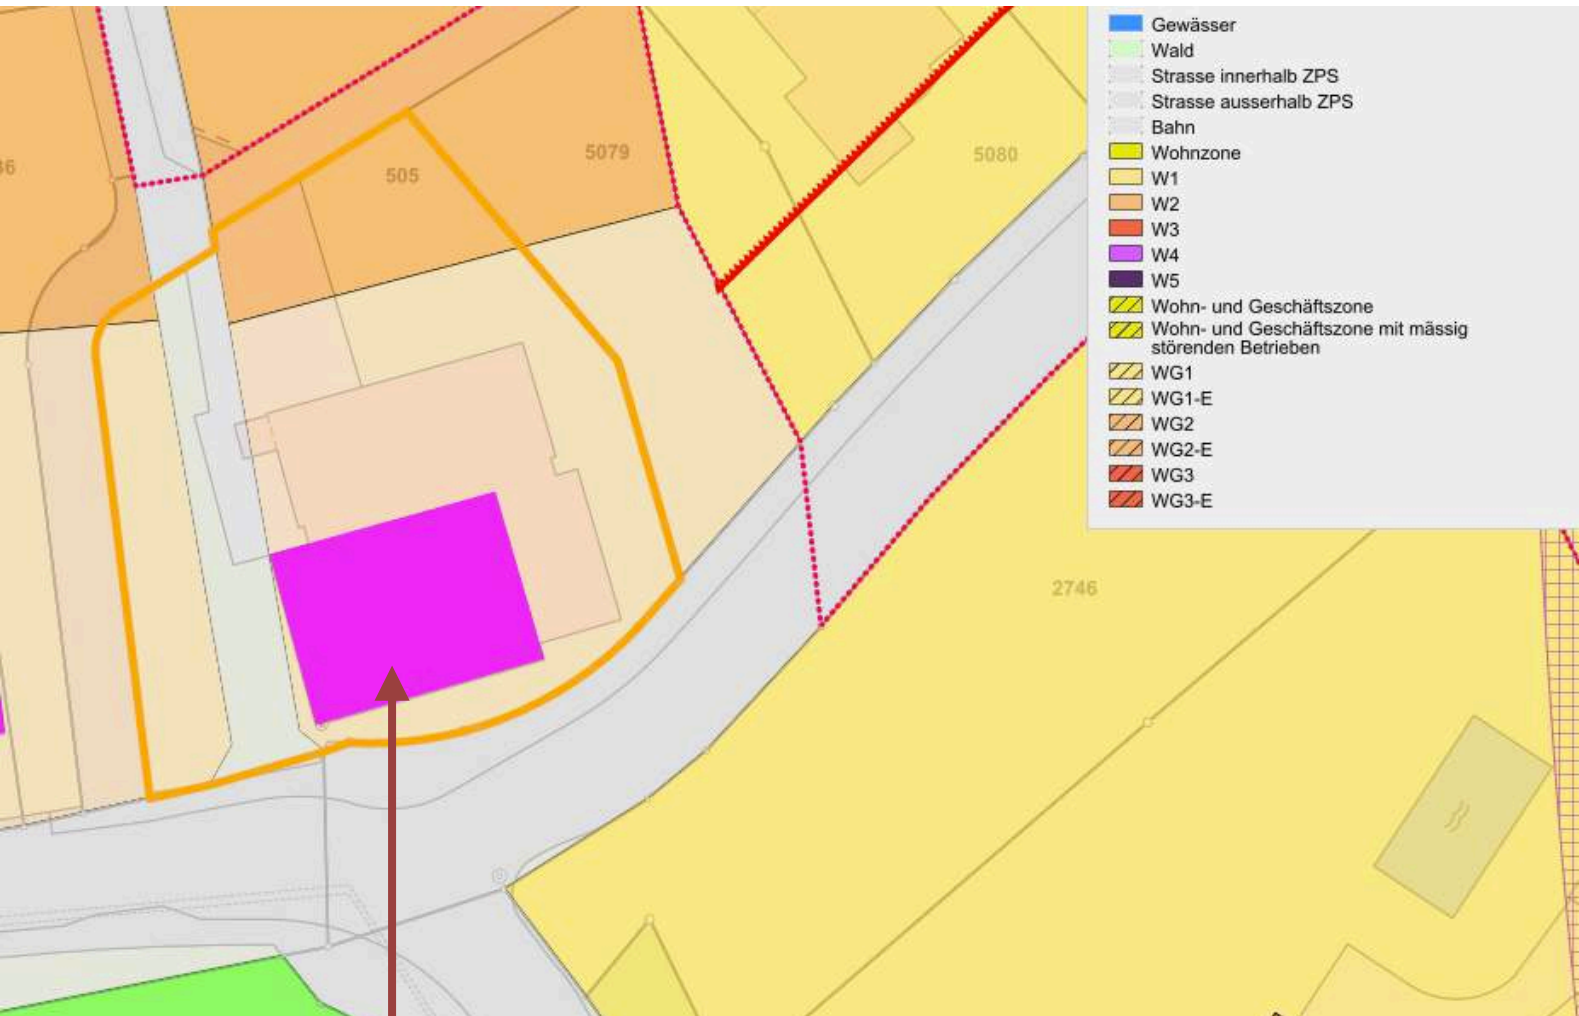 Gewässer
Wald
Strasse innerhalb ZPS
Strasse ausserhalb ZPS
Bahn
Wohnzone
W1
W2
W3
W4
W5
Wohn- und Geschäftszone
Wohn- und Geschäftszone mit mässig
störenden Betrieben
WG1
WG1-E
WG2
WG2-E
WG3
WG3-E
505
5079
5080
2746